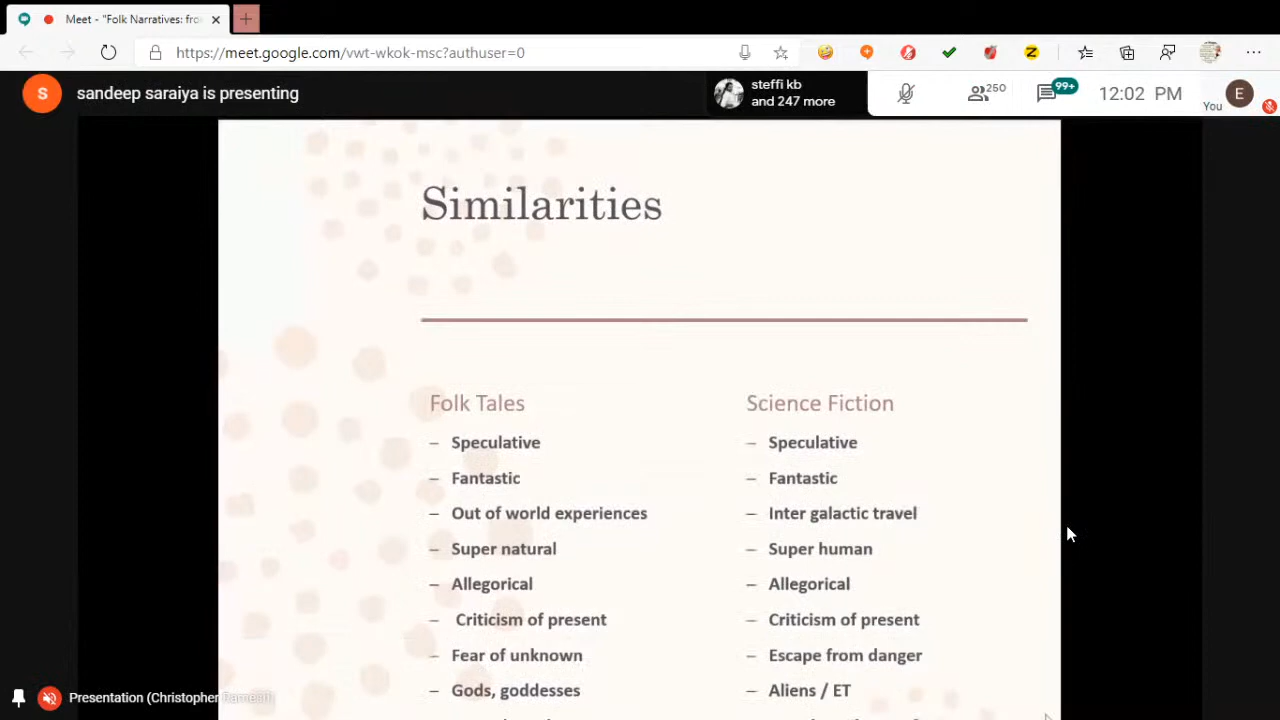 Meet - "Folk Narratives: fro
https://meet.google.com/vwt-wkok-msc?authuser=0
S
sandeep saraiya is presenting
steffi kb
and 247 more
250
99+
12:02 PM
You
E
Similarities
Folk Tales
– Speculative
– Fantastic
– Out of world experiences
– Super natural
– Allegorical
– Criticism of present
– Fear of unknown
– Gods, goddesses
Science Fiction
– Speculative
– Fantastic
– Inter galactic travel
– Super human
– Allegorical
– Criticism of present
– Escape from danger
– Aliens / ET
Presentation (Christopher